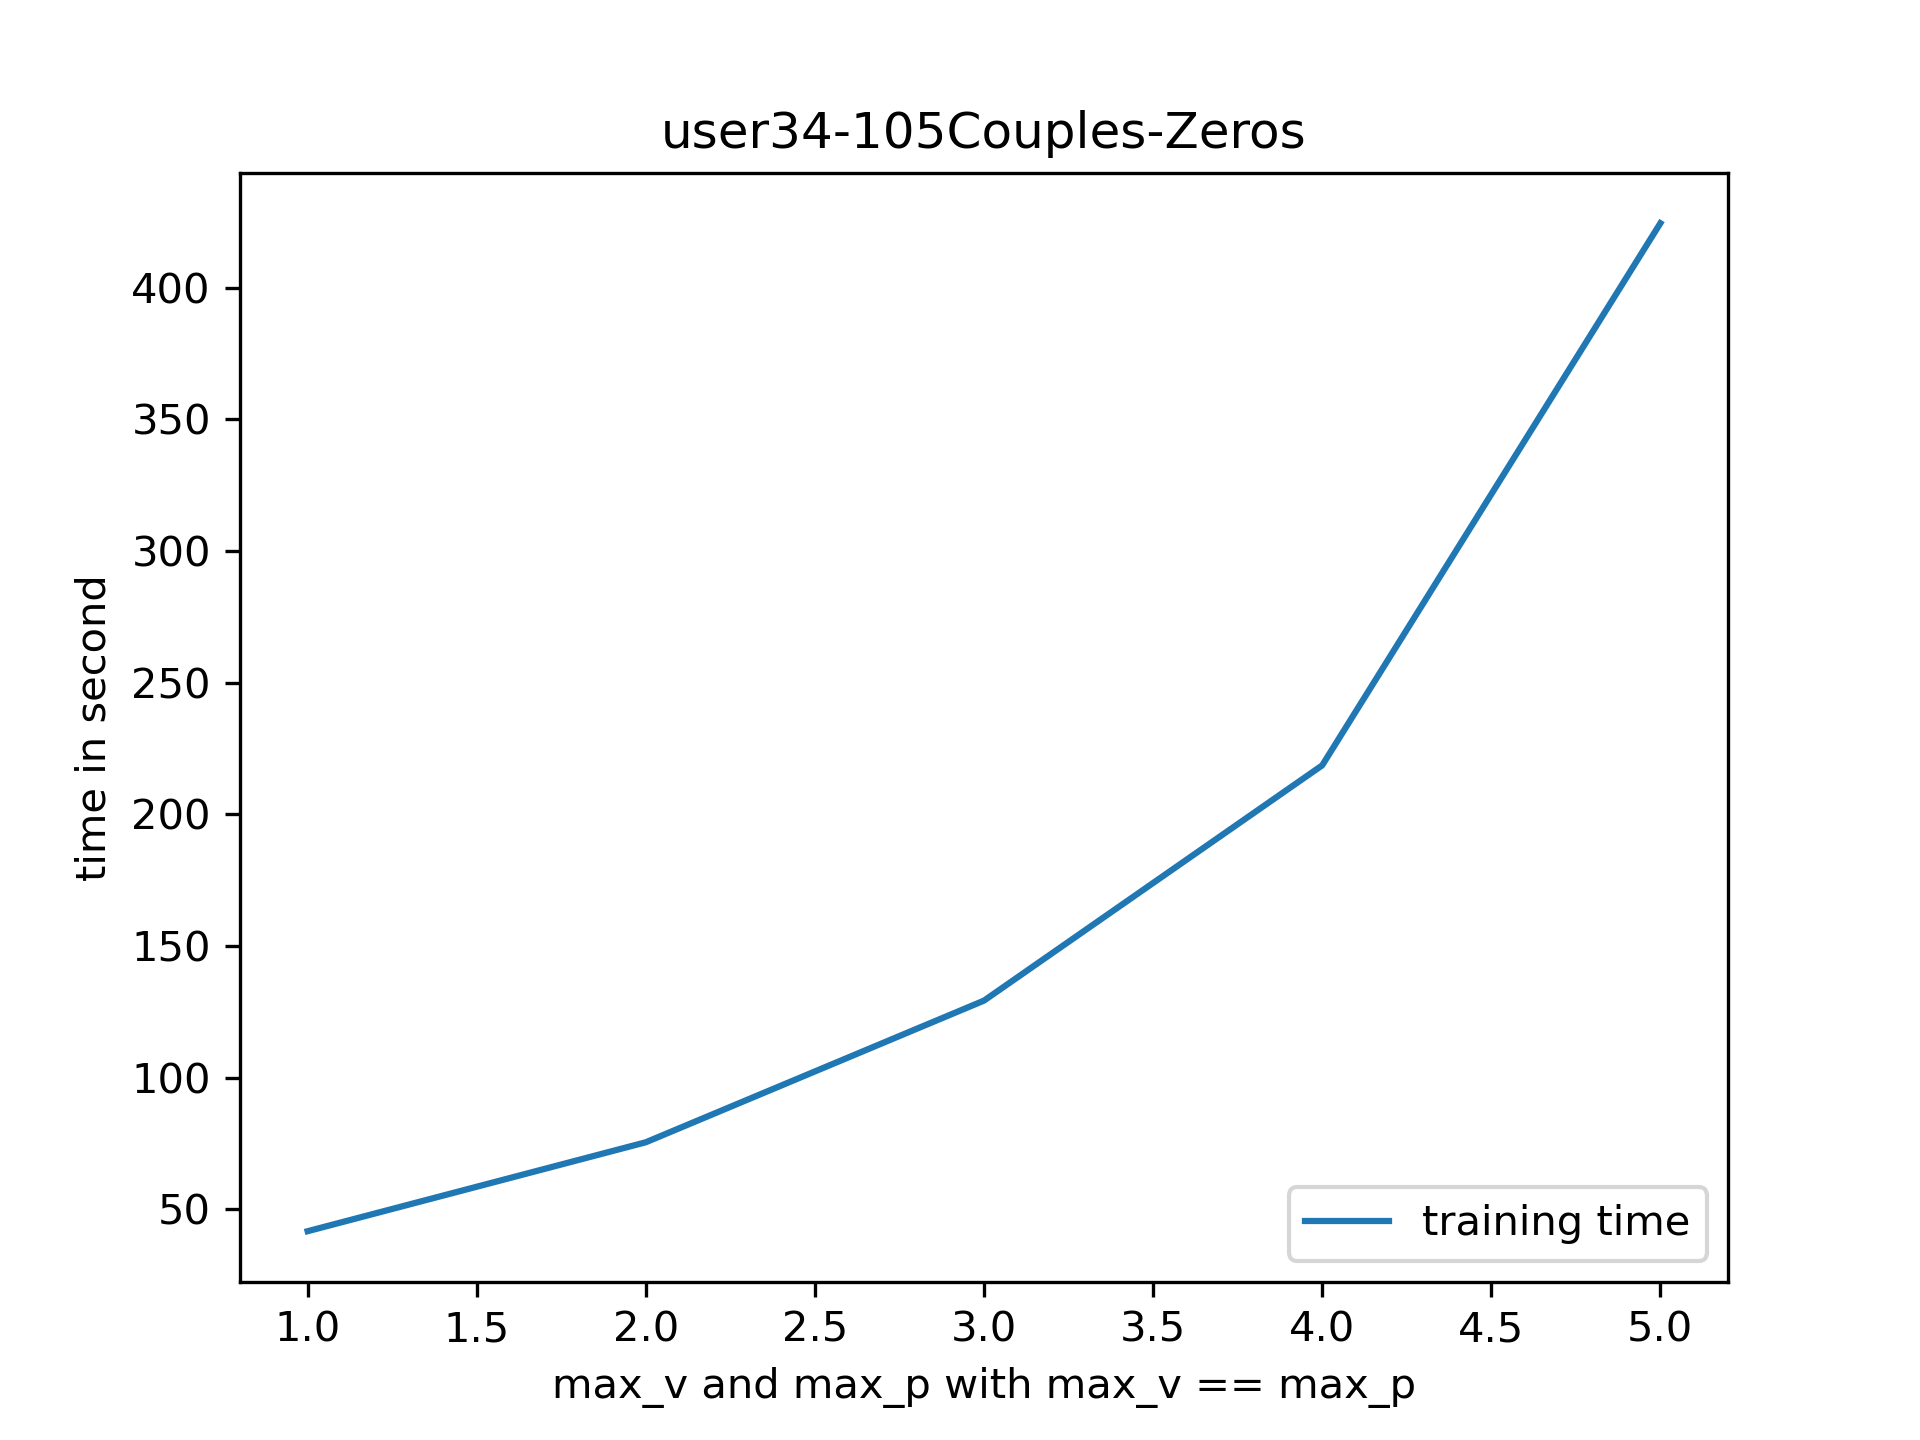 user34-105Couples-Zeros
400
350
300
250
200
150
100
50
time in second
training time
1.0 1.5 2.0 2.5 3.0 3.5 4.0 4.5 5.0
max_v and max_p with max_v == max_p